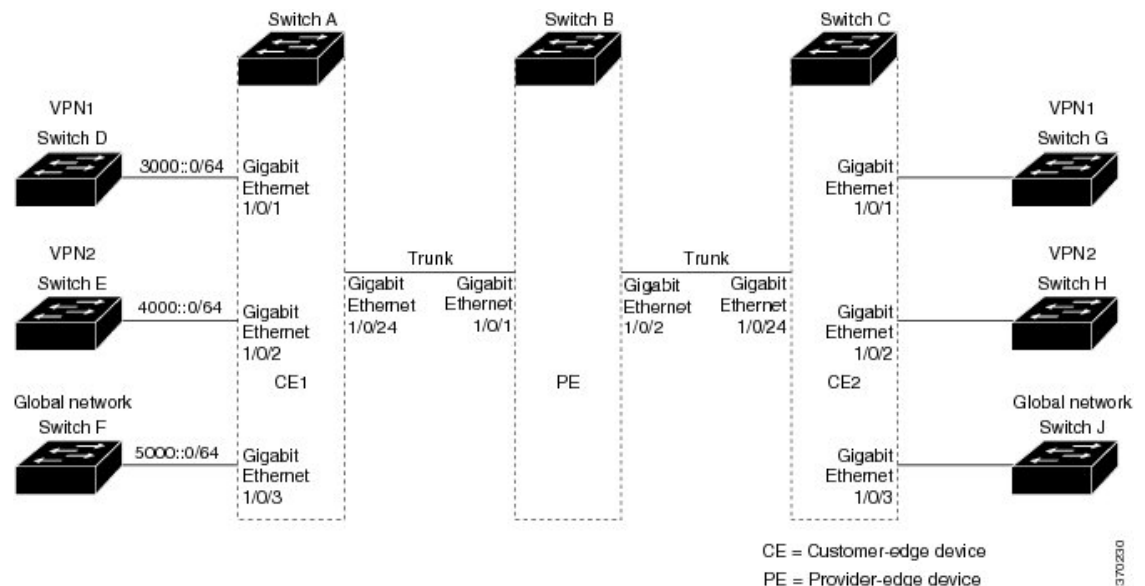 Switch A
Switch B
Switch C
VPN1
Switch D
3000::0/64
Gigabit
Ethernet
1/0/1
VPN2
Switch E
4000::0/64
Gigabit
Ethernet
1/0/2
CE1
Global network
Switch F
5000::0/64
Gigabit
Ethernet
1/0/3
Trunk
Gigabit
Ethernet
1/0/24
Gigabit
Ethernet
1/0/1
PE
Trunk
Gigabit
Ethernet
1/0/2
Gigabit
Ethernet
1/0/24
Gigabit
Ethernet
1/0/1
VPN1
Switch G
Gigabit
Ethernet
1/0/2
CE2
VPN2
Switch H
Gigabit
Ethernet
1/0/3
Global network
Switch J
CE = Customer-edge device
PE = Provider-edge device
370230